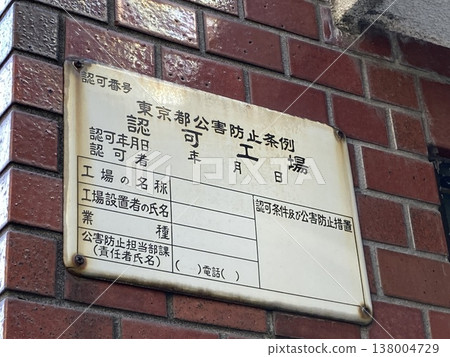 認可番号
東京都公害防止条例
認可工場
認可年月日 年 月 日
認可者
工場の名称
工場設置者の氏名
業種
公害防止担当部課
(責任者氏名)
( )電話( )
認可条件及び公害防止措置
PIXTA
138004729